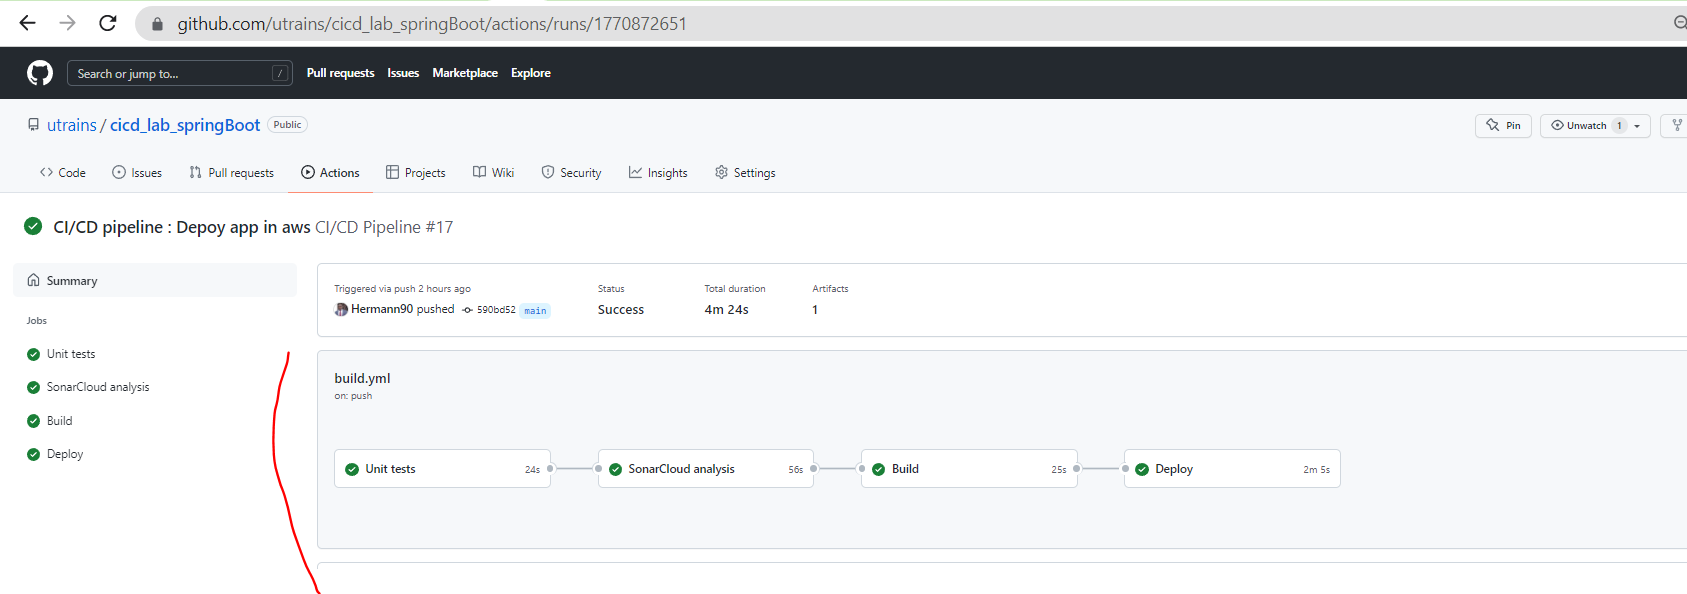 github.com/utrains/cicd_lab_springBoot/actions/runs/1770872651
Search or jump to... /
Pull requests Issues Marketplace Explore
utrains / cicd_lab_springBoot Public
Pin Unwatch 1
Code Issues Pull requests Actions Projects Wiki Security Insights Settings
CI/CD pipeline : Depoy app in aws CI/CD Pipeline #17
Summary
Jobs
Unit tests
SonarCloud analysis
Build
Deploy
Triggered via push 2 hours ago
Hermann90 pushed 590bd52 main
Status
Success
Total duration
4m 24s
Artifacts
1
build.yml
on: push
Unit tests 24s
SonarCloud analysis 56s
Build 25s
Deploy 2m 5s